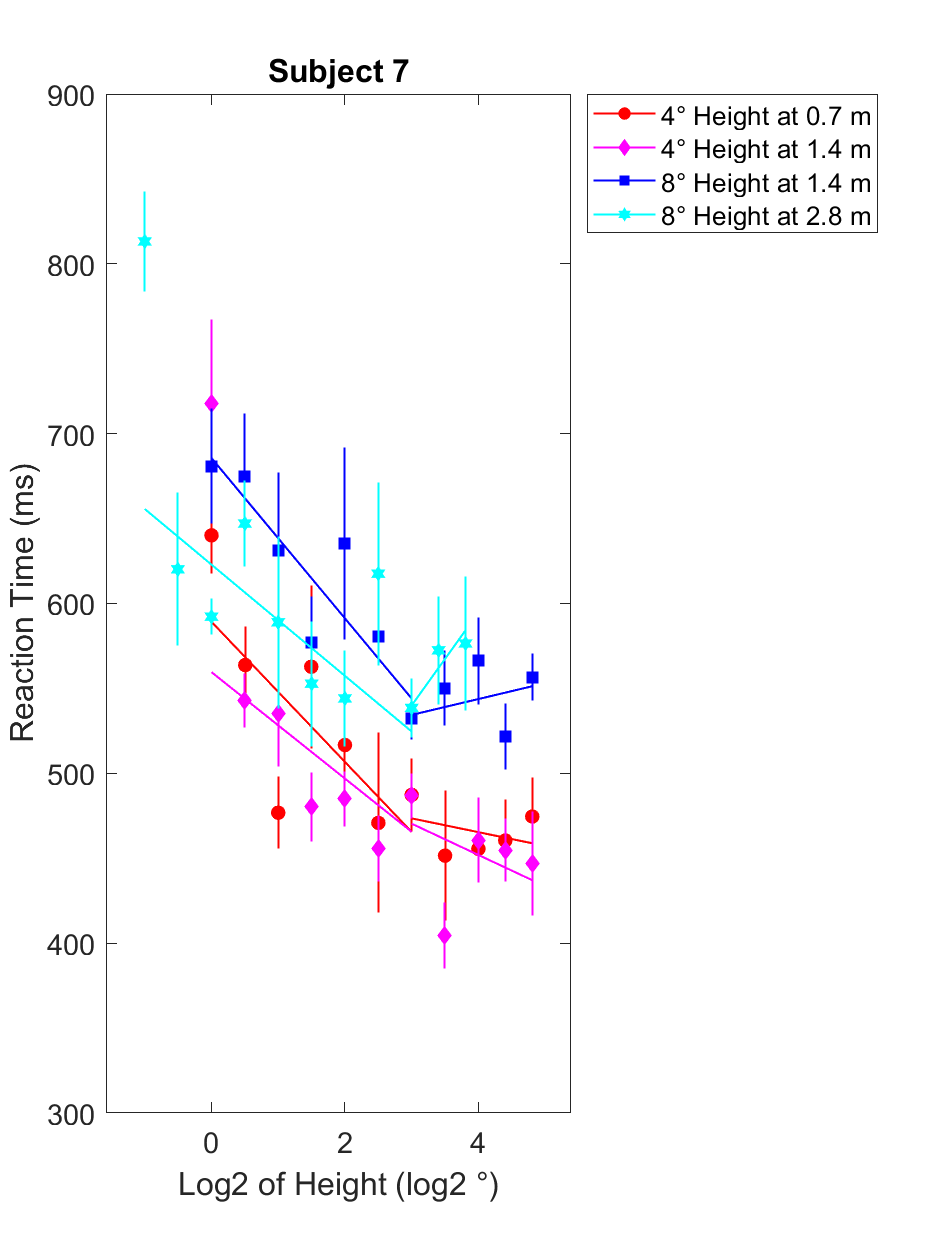 Subject 7
900
800
700
600
500
400
300
Reaction Time (ms)
0 2 4
Log2 of Height (log2 °)
4° Height at 0.7 m
4° Height at 1.4 m
8° Height at 1.4 m
8° Height at 2.8 m